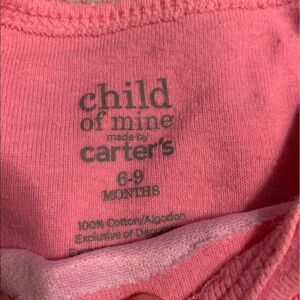 child
of mine
made by
carter's
6-9
MONTHS
100% Cotton/Algodon
Exclusive of